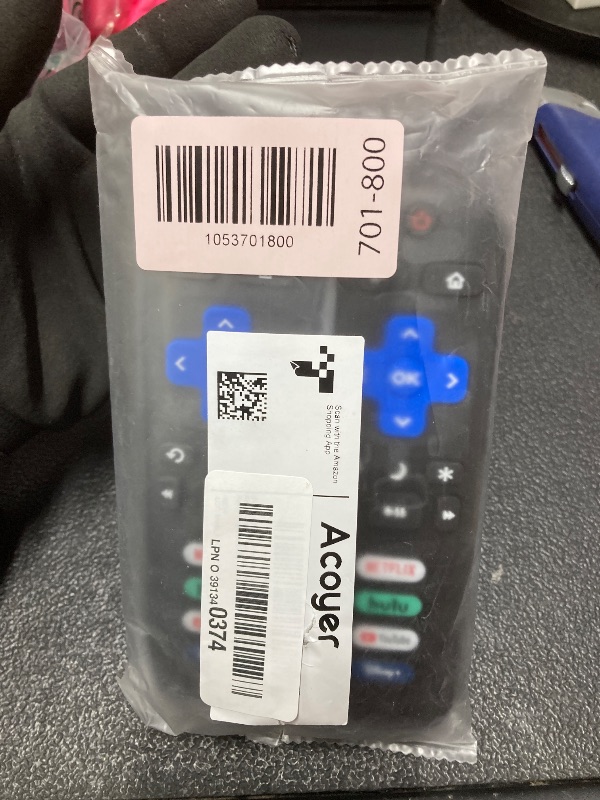 1053701800
701-800
OK
Scan with the Amazon
Shopping App
Acoyer
LPN O 39134 0374
NETFLIX
hulu
YouTube
Disney+